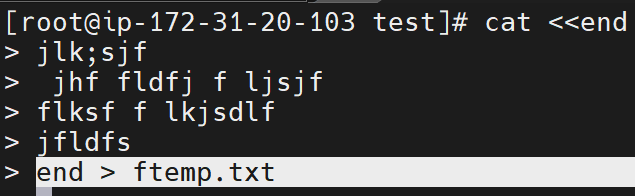 [root@ip-172-31-20-103 test]# cat <<end
> jlk;sjf
>  jhf fldfj f ljsjf
> flksf f lkjsdlf
> jfldfs
> end > ftemp.txt